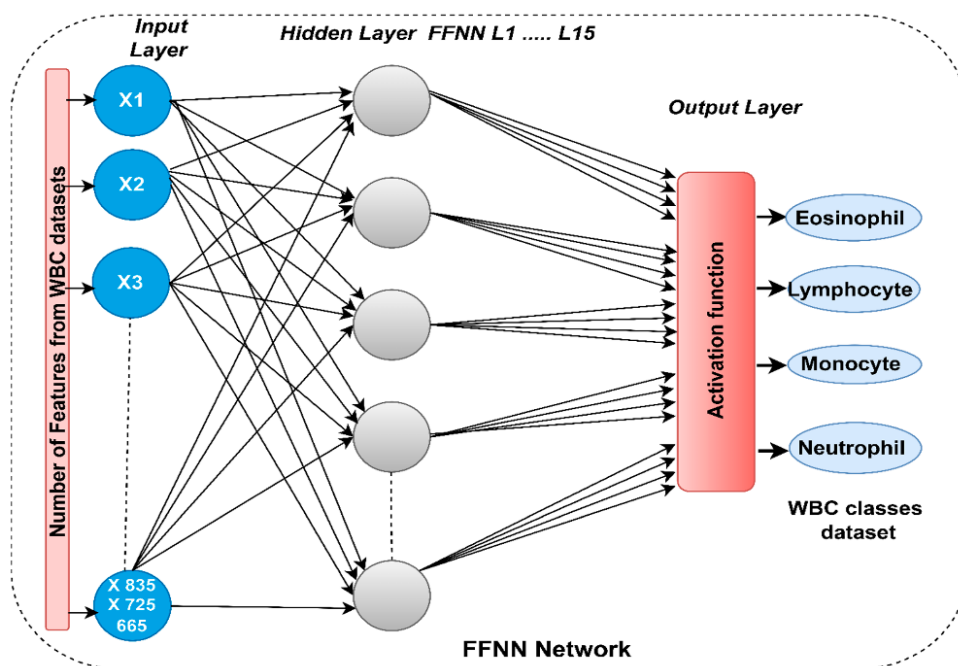 Input
Layer
Hidden Layer FFNN L1 ..... L15
Output Layer
Number of Features from WBC datasets
X1
X2
X3
X 835
X 725
665
Activation function
Eosinophil
Lymphocyte
Monocyte
Neutrophil
WBC classes
dataset
FFNN Network